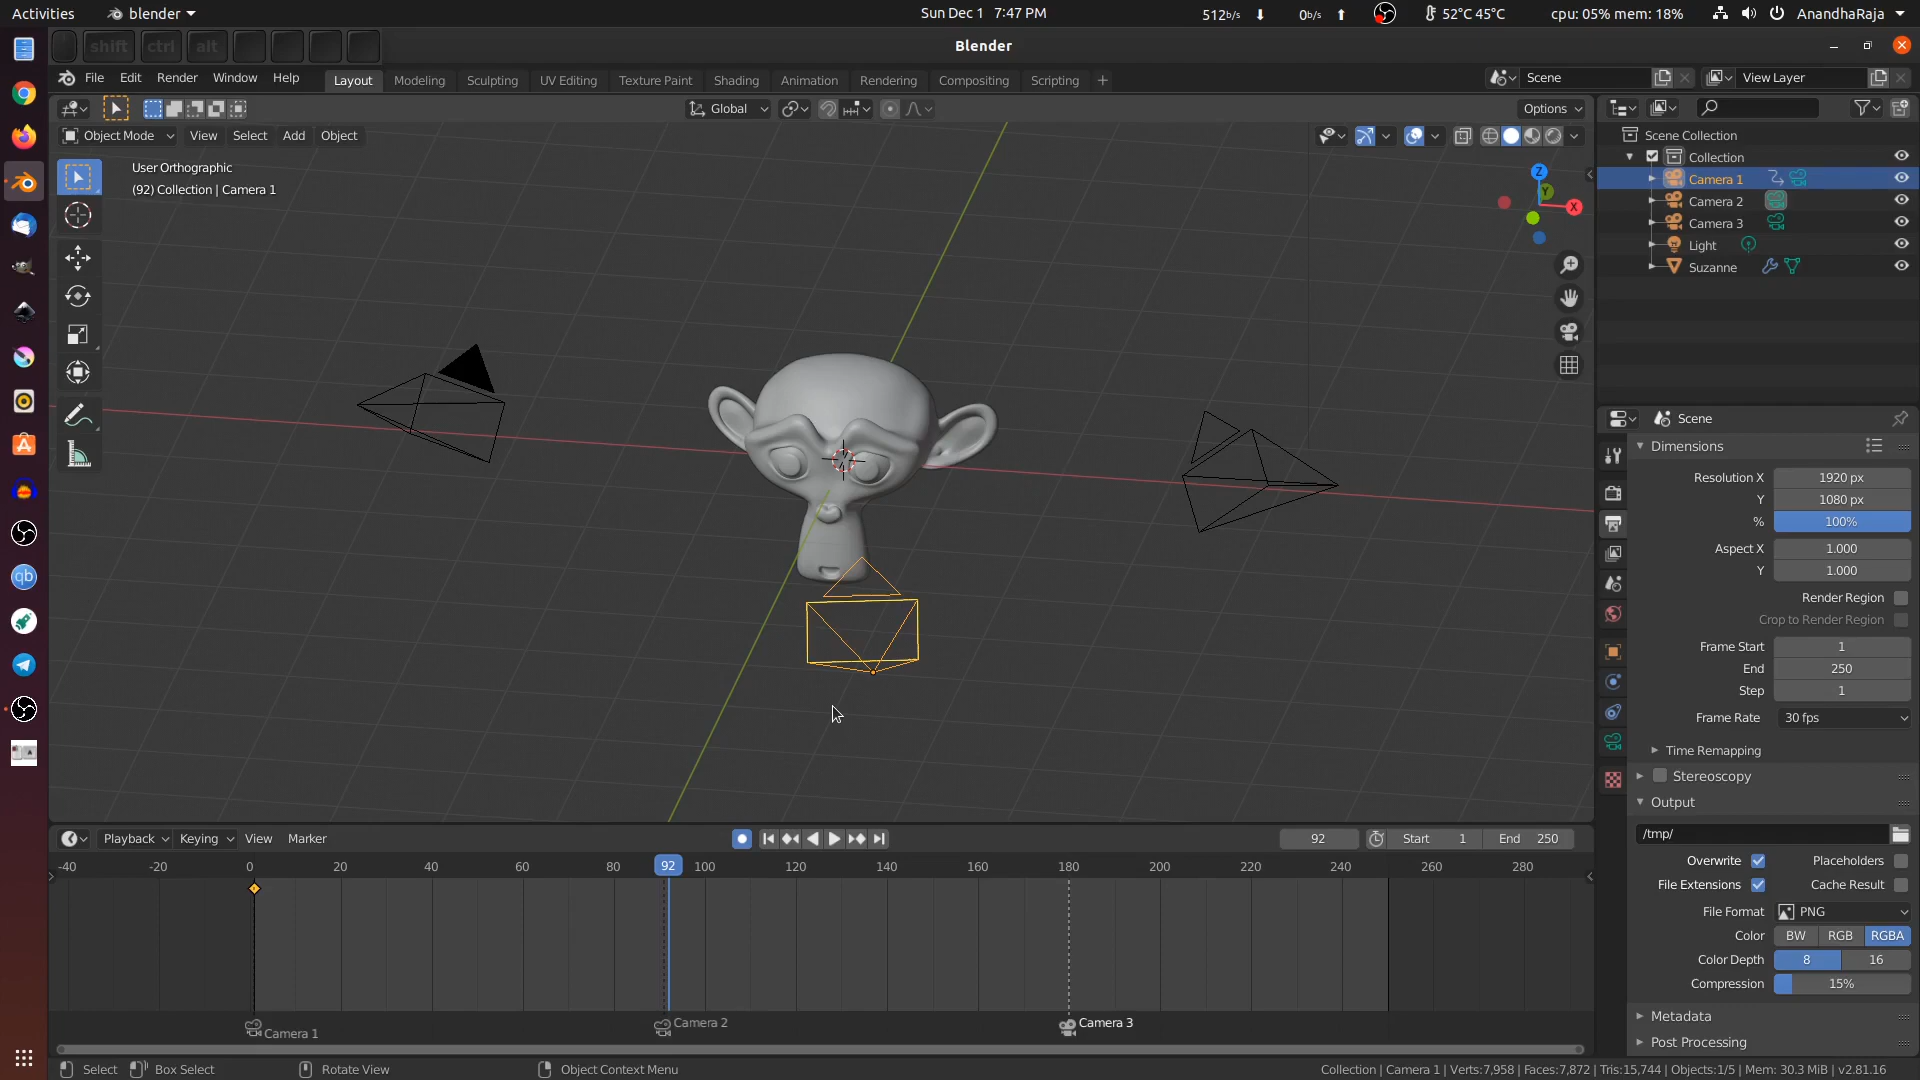 Activities blender Sun Dec 1 7:47 PM 512b/s 0b/s 52°C 45°C cpu: 05% mem: 18% AnandhaRaja
shift ctrl alt Blender
File Edit Render Window Help Layout Modeling Sculpting UV Editing Texture Paint Shading Animation Rendering Compositing Scripting + Scene View Layer
Global Options
Object Mode View Select Add Object
User Orthographic
(92) Collection | Camera 1
Z
Y
X
Scene Collection
Collection
Camera 1
Camera 2
Camera 3
Light
Suzanne
Scene
Dimensions
Resolution X 1920 px
Y 1080 px
% 100%
Aspect X 1.000
Y 1.000
Render Region
Crop to Render Region
Frame Start 1
End 250
Step 1
Frame Rate 30 fps
Time Remapping
Stereoscopy
Output
/tmp/
Overwrite Placeholders
File Extensions Cache Result
File Format PNG
Color BW RGB RGBA
Color Depth 8 16
Compression 15%
Metadata
Post Processing
Playback Keying View Marker 92 Start 1 End 250
-40 -20 0 20 40 60 80 92 100 120 140 160 180 200 220 240 260 280
Camera 1 Camera 2 Camera 3
Select Box Select Rotate View Object Context Menu Collection | Camera 1 | Verts:7,958 | Faces:7,872 | Tris:15,744 | Objects:1/5 | Mem: 30.3 MiB | v2.81.16